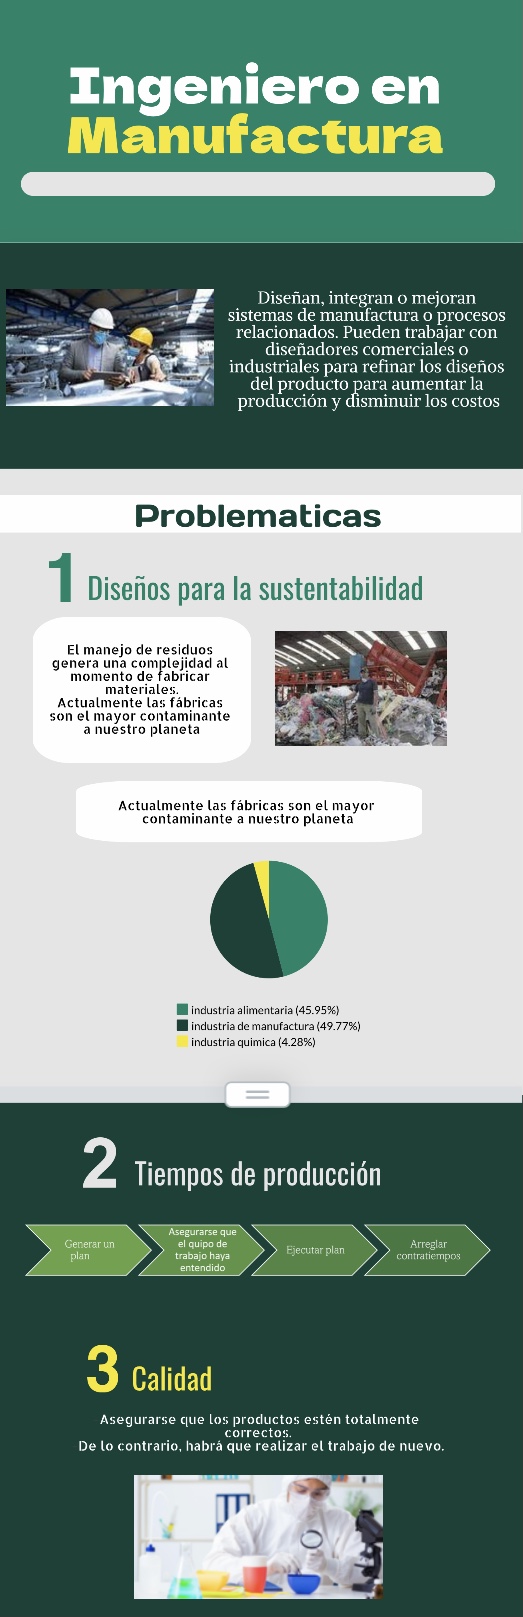 Ingeniero en
Manufactura
Diseñan, integran o mejoran
sistemas de manufactura o procesos
relacionados. Pueden trabajar con
diseñadores comerciales o
industriales para refinar los diseños
del producto para aumentar la
producción y disminuir los costos
Problematicas
1 Diseños para la sustentabilidad
El manejo de residuos
genera una complejidad al
momento de fabricar
materiales.
Actualmente las fábricas
son el mayor contaminante
a nuestro planeta
Actualmente las fábricas son el mayor
contaminante a nuestro planeta
industria alimentaria (45.95%)
industria de manufactura (49.77%)
industria quimica (4.28%)
2 Tiempos de producción
Generar un
plan
Asegurarse que
el quipo de
trabajo haya
entendido
Ejecutar plan
Arreglar
contratiempos
3 Calidad
Asegurarse que los productos estén totalmente
correctos.
De lo contrario, habrá que realizar el trabajo de nuevo.